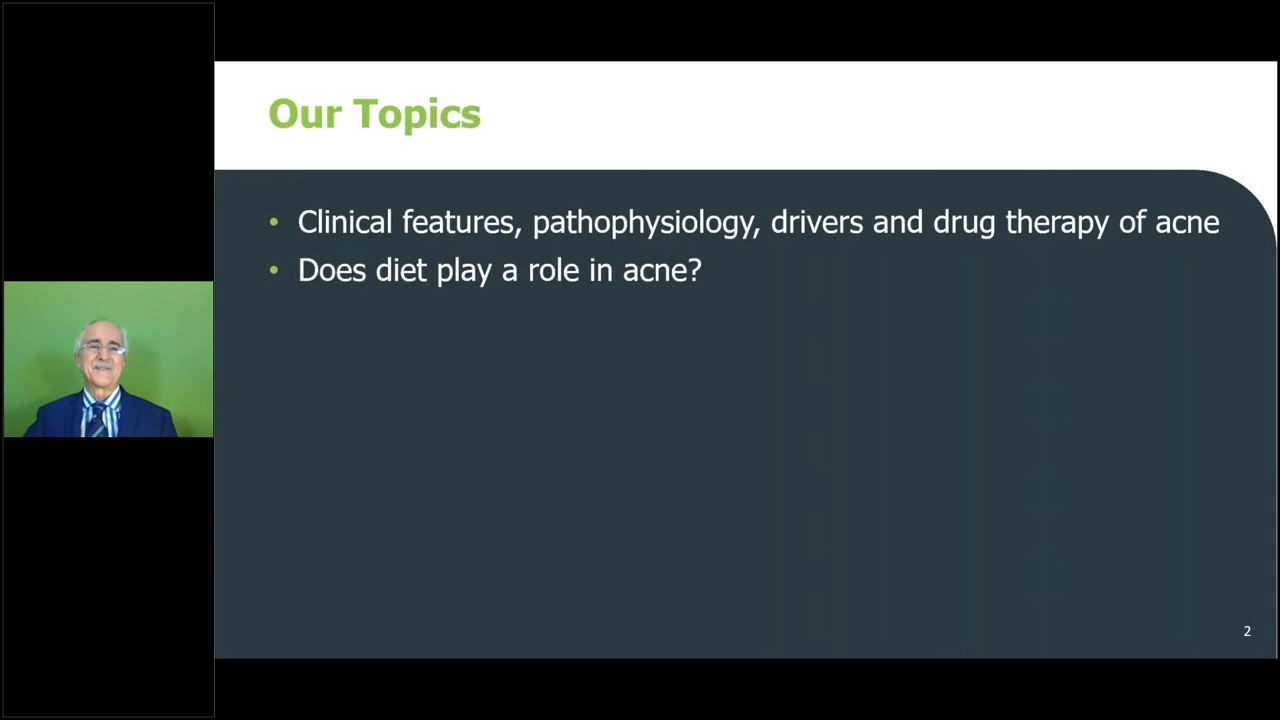 Our Topics
• Clinical features, pathophysiology, drivers and drug therapy of acne
• Does diet play a role in acne?
2